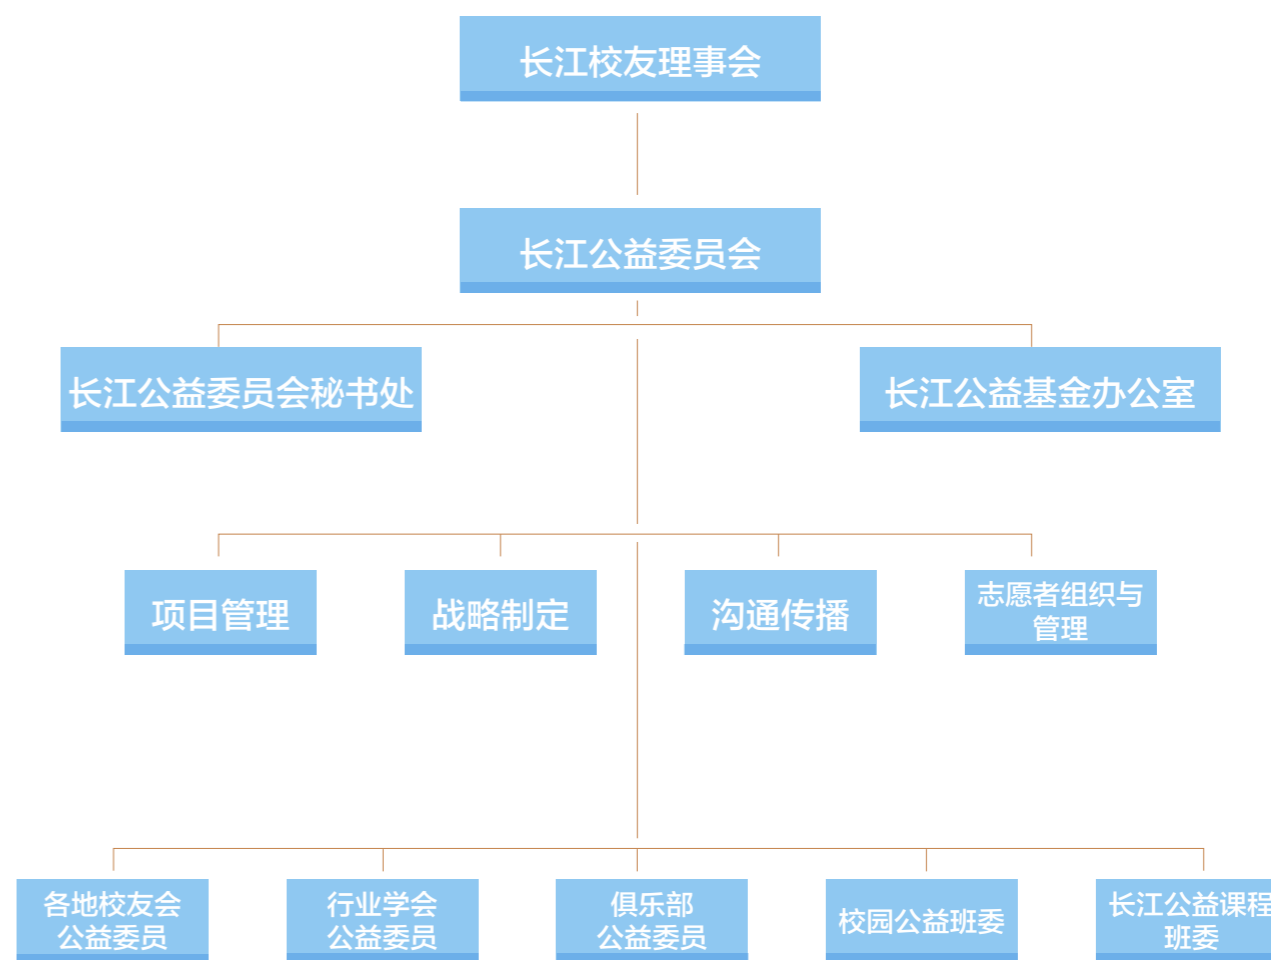 长江校友理事会
长江公益委员会
长江公益委员会秘书处
长江公益基金办公室
项目管理
战略制定
沟通传播
志愿者组织与
管理
各地校友会
公益委员
行业学会
公益委员
俱乐部
公益委员
校园公益班委
长江公益课程
班委